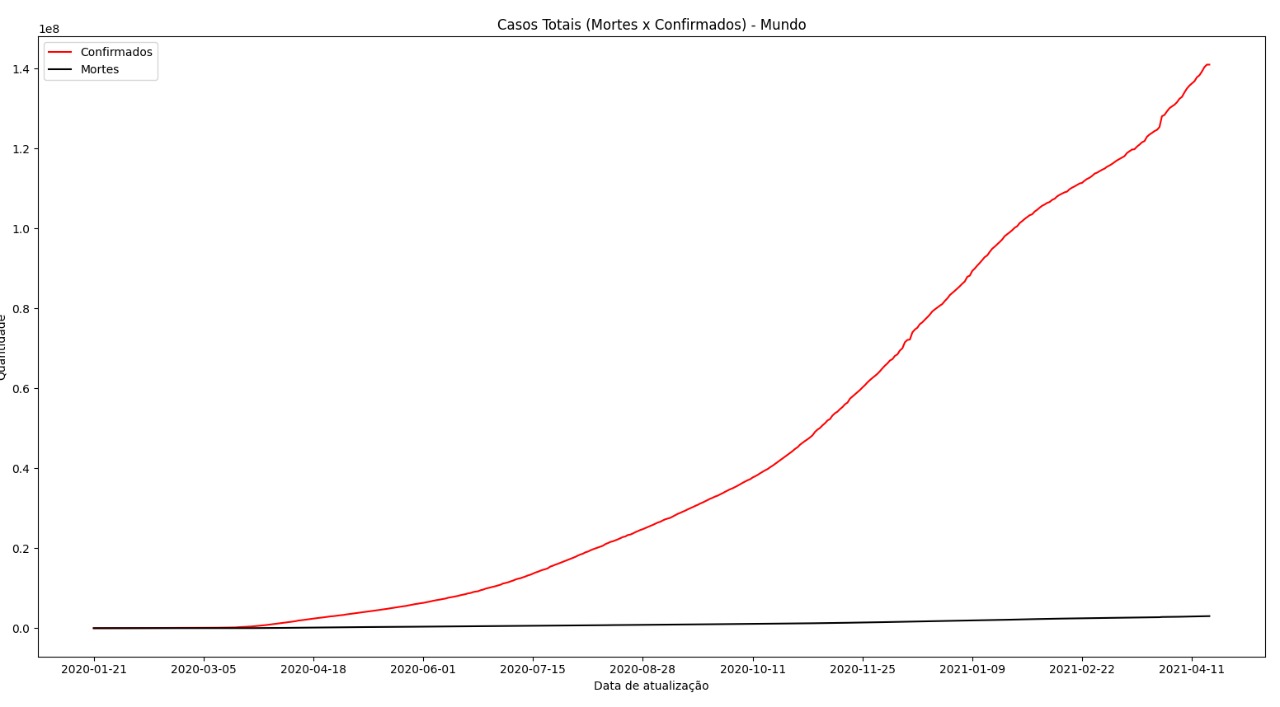 Casos Totais (Mortes x Confirmados) - Mundo
1e8
Confirmados
Mortes
1.4
1.2
1.0
0.8
0.6
0.4
0.2
0.0
Quantidade
2020-01-21 2020-03-05 2020-04-18 2020-06-01 2020-07-15 2020-08-28 2020-10-11 2020-11-25 2021-01-09 2021-02-22 2021-04-11
Data de atualização